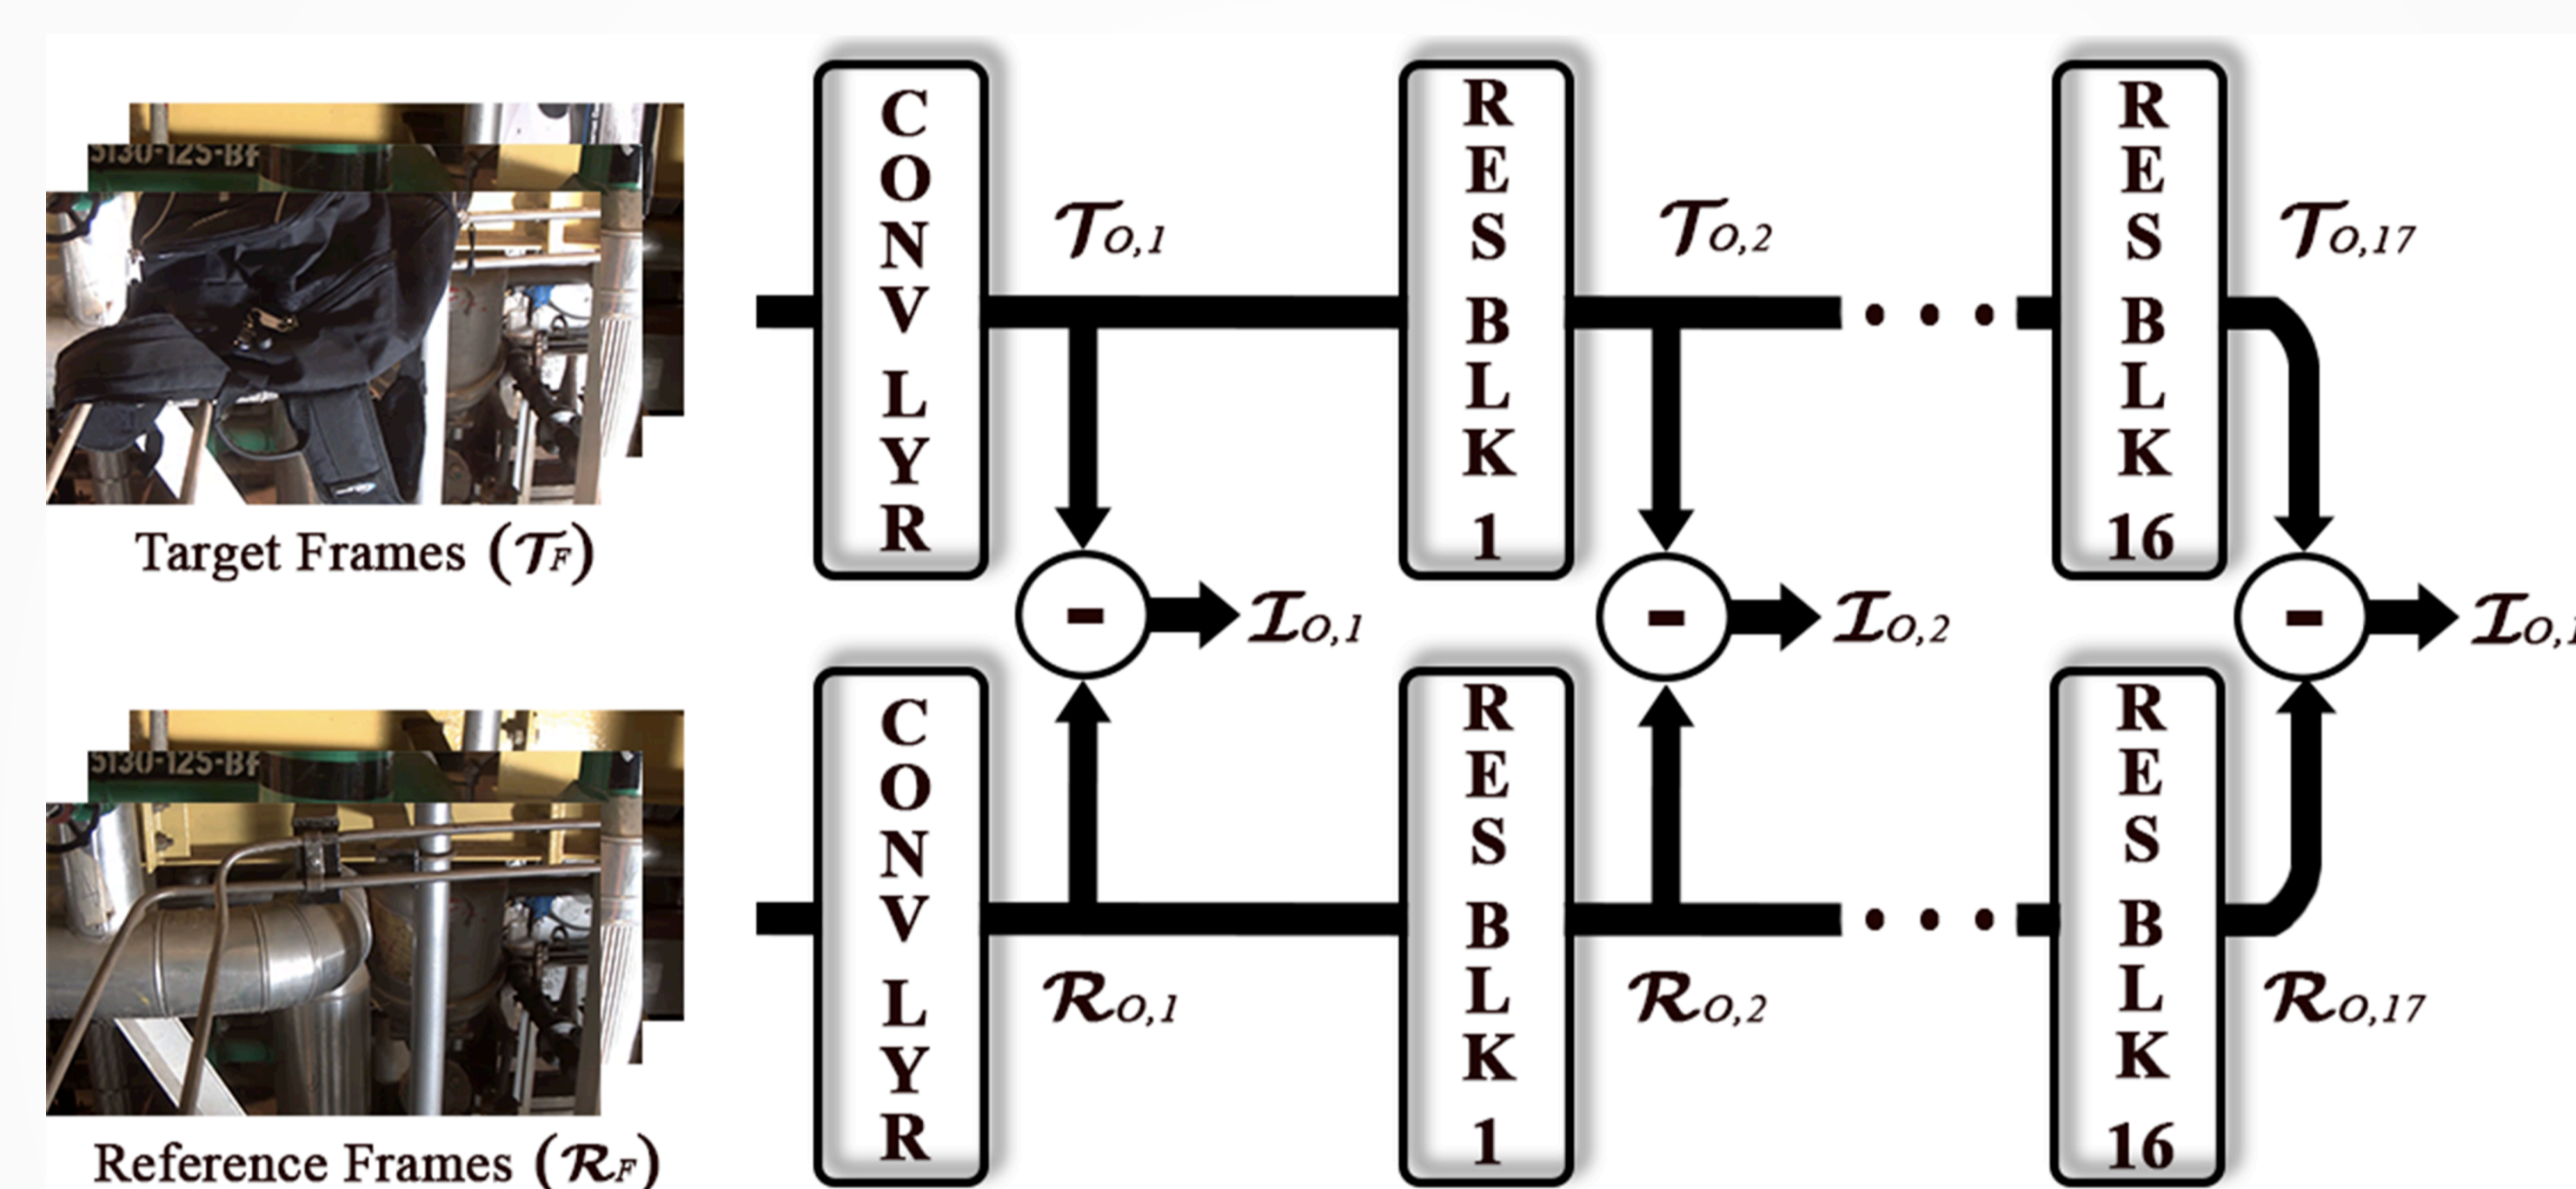 5130-125-Bf
Target Frames (𝒯F)
CONV LYR
𝒯O,1
RES BLK 1
𝒯O,2
. . .
RES BLK 16
𝒯O,17
-
ℐO,1
-
ℐO,2
-
ℐO,1
5130-125-Bf
Reference Frames (ℛF)
CONV LYR
ℛO,1
RES BLK 1
ℛO,2
. . .
RES BLK 16
ℛO,17